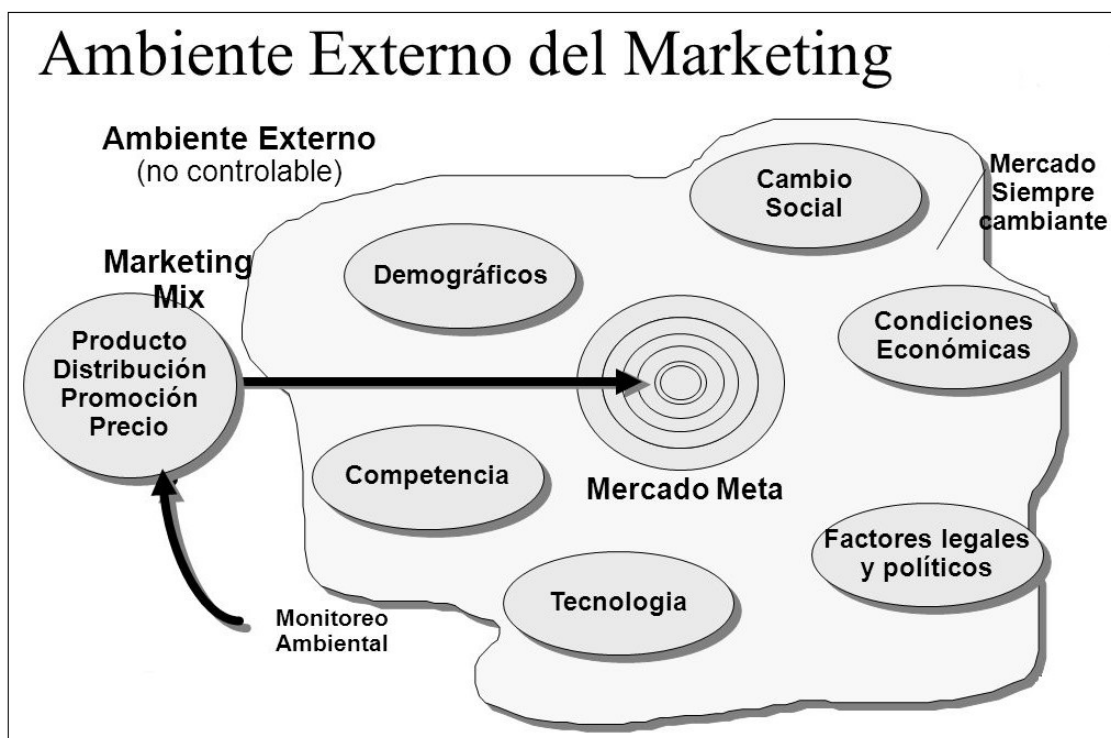 Ambiente Externo del Marketing
Ambiente Externo
(no controlable)
Cambio
Social
Mercado
Siempre
cambiante
Marketing
Mix
Demográficos
Producto
Distribución
Promoción
Precio
Condiciones
Económicas
Competencia
Mercado Meta
Factores legales
y políticos
Tecnologia
Monitoreo
Ambiental